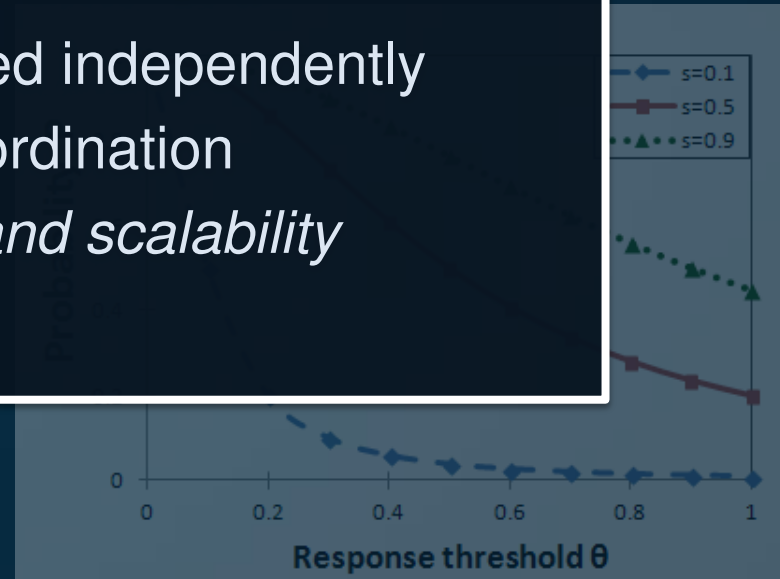 ed independently
ordination
and scalability
s=0.1
s=0.5
s=0.9
Probability
0
0 0.2 0.4 0.6 0.8 1
Response threshold θ